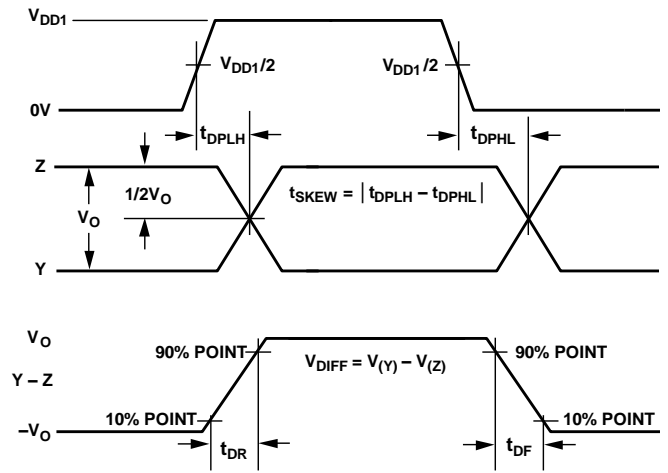 VDD1
VDD1/2
VDD1/2
0V
tDPLH
tDPHL
Z
1/2VO
VO
tSKEW = |tDPLH – tDPHL|
Y
VO
90% POINT
VDIFF = V(Y) – V(Z)
90% POINT
Y – Z
10% POINT
10% POINT
–VO
tDR
tDF